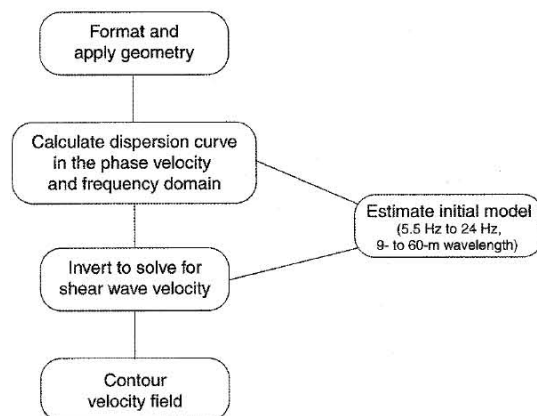 Format and
apply geometry
Calculate dispersion curve
in the phase velocity
and frequency domain
Estimate initial model
(5.5 Hz to 24 Hz,
9- to 60-m wavelength)
Invert to solve for
shear wave velocity
Contour
velocity field